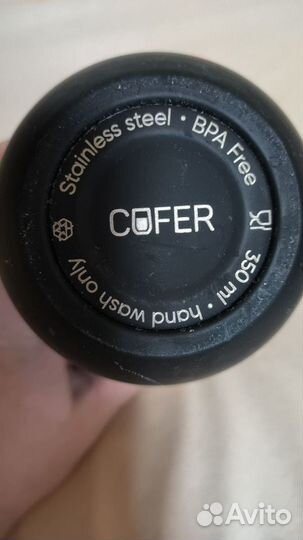 Stainless steel • BPA Free
COFER
350 ml • hand wash only
Avito